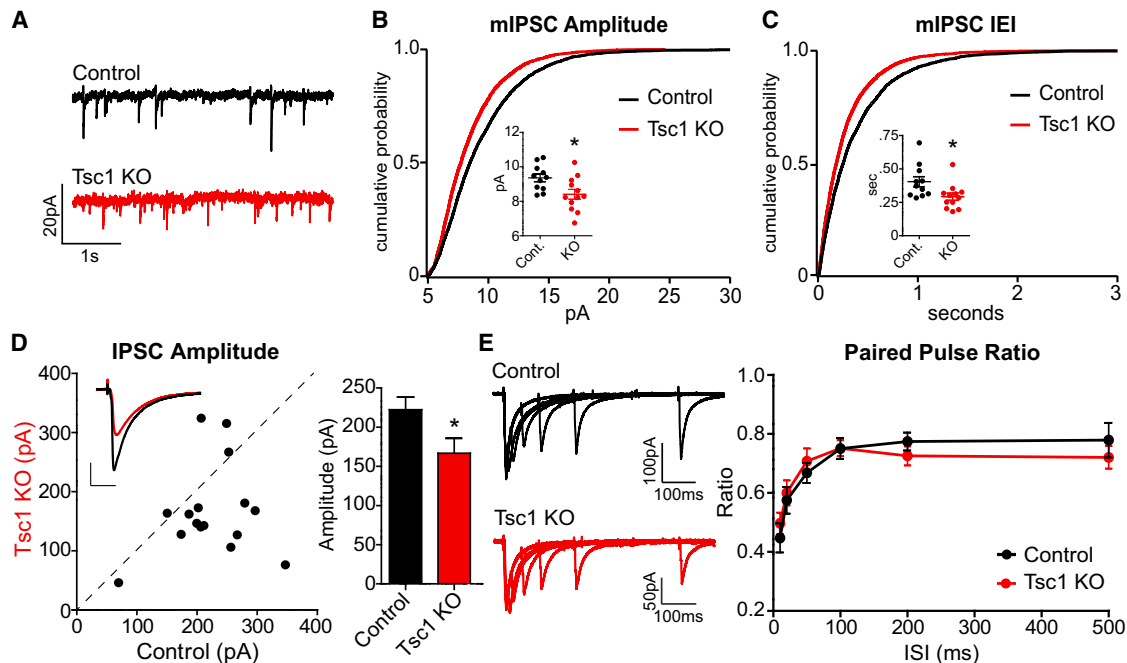 A
Control
Tsc1 KO
20pA
1s
B
mIPSC Amplitude
cumulative probability
1.0
0.5
0
5
10
15
20
25
30
pA
Control
Tsc1 KO
pA
12
10
8
6
*
Cont.
KO
C
mIPSC IEI
cumulative probability
1.0
0.5
0
0
1
2
3
seconds
Control
Tsc1 KO
sec
.75
.50
.25
0
*
Cont.
KO
D
IPSC Amplitude
Tsc1 KO (pA)
400
300
200
100
0
0
100
200
300
400
Control (pA)
Amplitude (pA)
250
200
150
100
50
0
*
Control
Tsc1 KO
E
Control
100pA
100ms
Tsc1 KO
50pA
100ms
Paired Pulse Ratio
Ratio
1.0
0.8
0.6
0.4
0.2
0
100
200
300
400
500
ISI (ms)
Control
Tsc1 KO